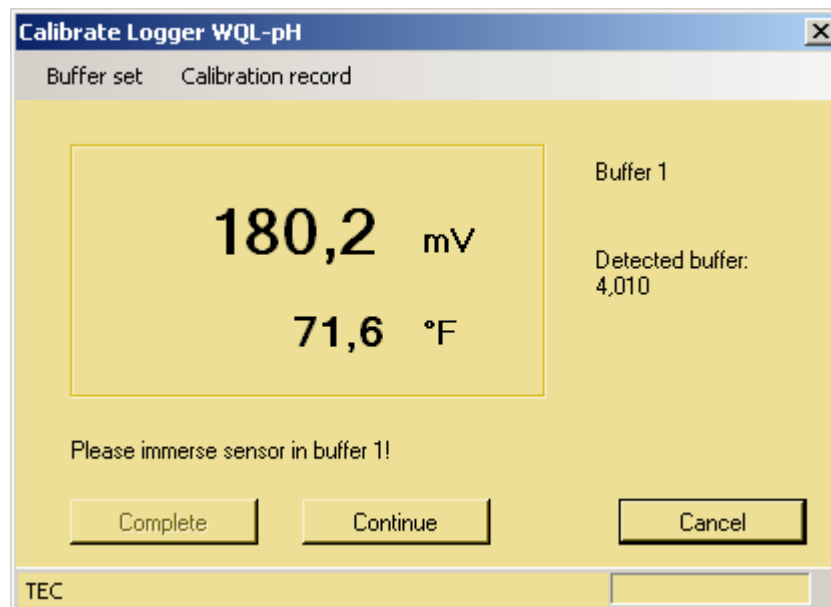 Calibrate Logger WQL-pH
Buffer set Calibration record
180,2 mV
71,6 °F
Buffer 1
Detected buffer:
4,010
Please immerse sensor in buffer 1!
Complete Continue Cancel
TEC